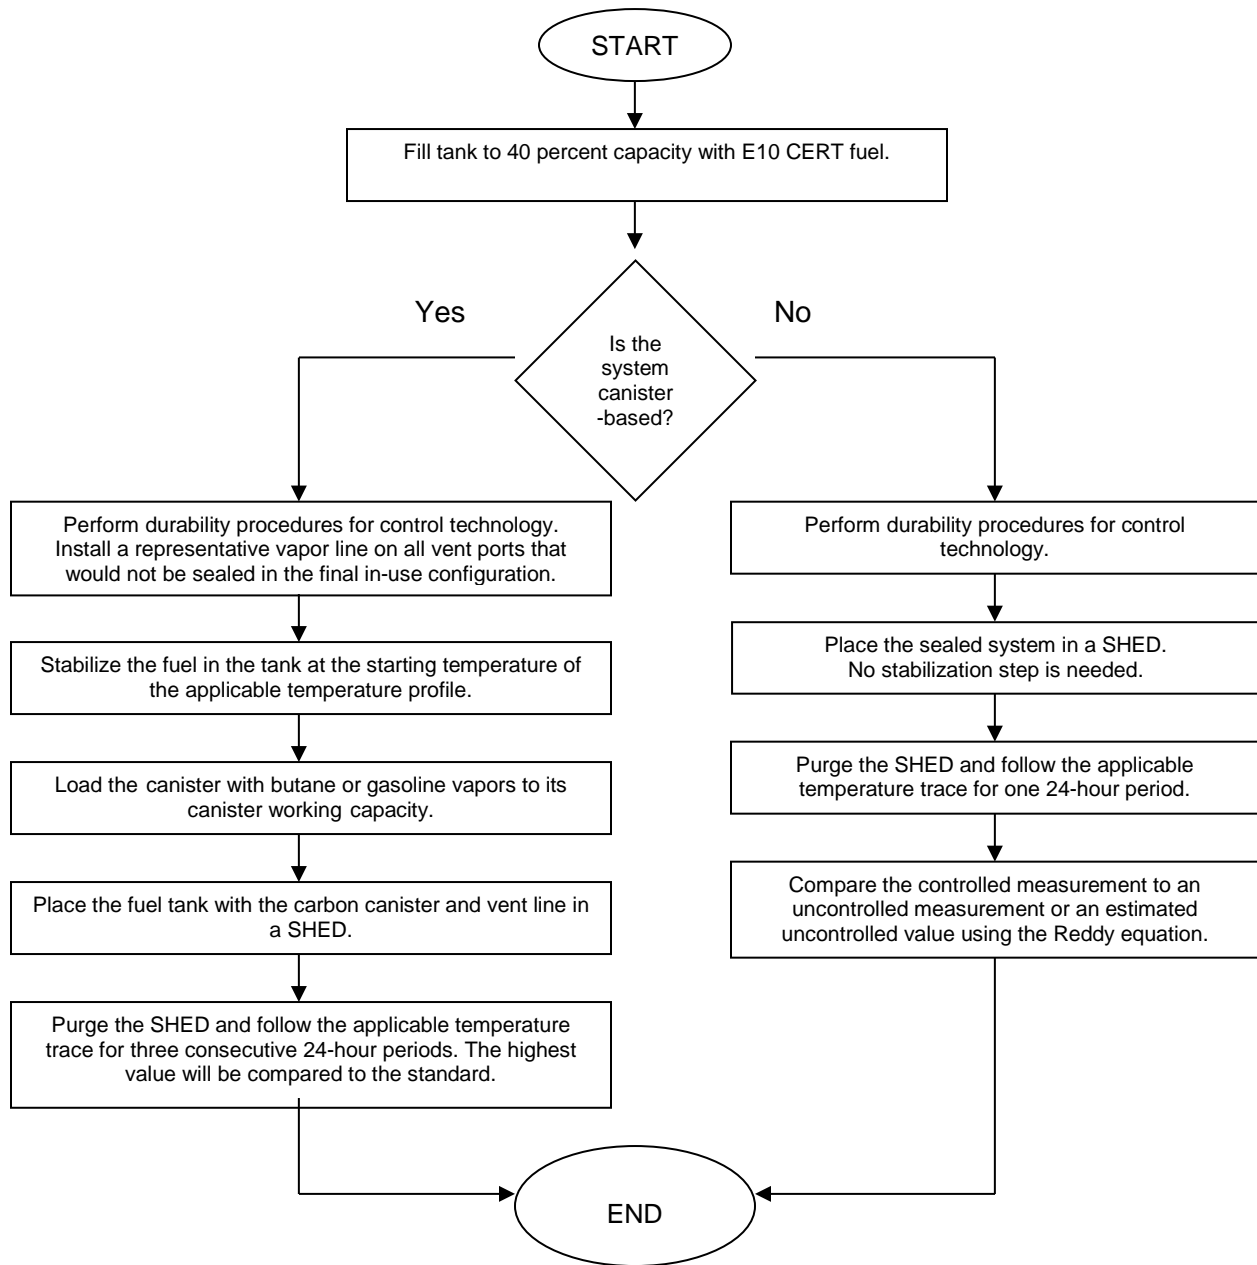 START
Fill tank to 40 percent capacity with E10 CERT fuel.
Yes
No
Is the
system
canister
-based?
Perform durability procedures for control technology.
Install a representative vapor line on all vent ports that
would not be sealed in the final in-use configuration.
Stabilize the fuel in the tank at the starting temperature of
the applicable temperature profile.
Load the canister with butane or gasoline vapors to its
canister working capacity.
Place the fuel tank with the carbon canister and vent line in
a SHED.
Purge the SHED and follow the applicable temperature
trace for three consecutive 24-hour periods. The highest
value will be compared to the standard.
Perform durability procedures for control
technology.
Place the sealed system in a SHED.
No stabilization step is needed.
Purge the SHED and follow the applicable
temperature trace for one 24-hour period.
Compare the controlled measurement to an
uncontrolled measurement or an estimated
uncontrolled value using the Reddy equation.
END